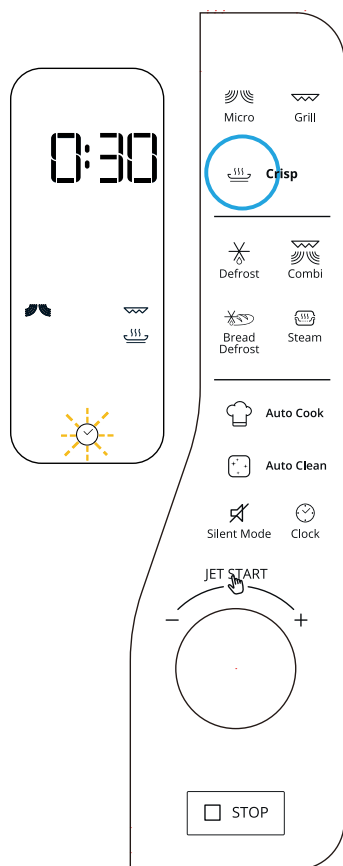 0:30
Micro
Grill
Crisp
Defrost
Combi
Bread
Defrost
Steam
Auto Cook
Auto Clean
Silent Mode
Clock
JET START
− +
STOP